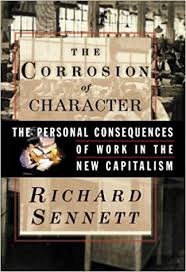 THE
CORROSION
of
CHARACTER
THE PERSONAL CONSEQUENCES
OF WORK IN THE
NEW CAPITALISM
RICHARD
SENNETT